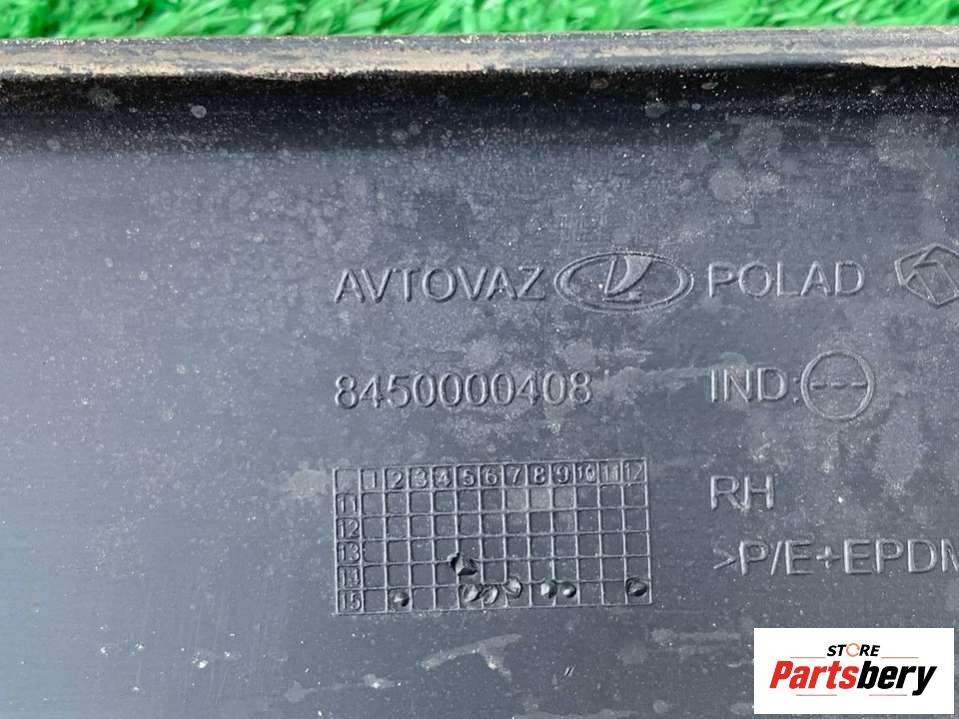 AVTOVAZ POLAD
8450000408 IND: ---
1 2 3 4 5 6 7 8 9 10 11 12
11
12
13
14
15
RH
>P/E+EPDM
STORE
Partsbery